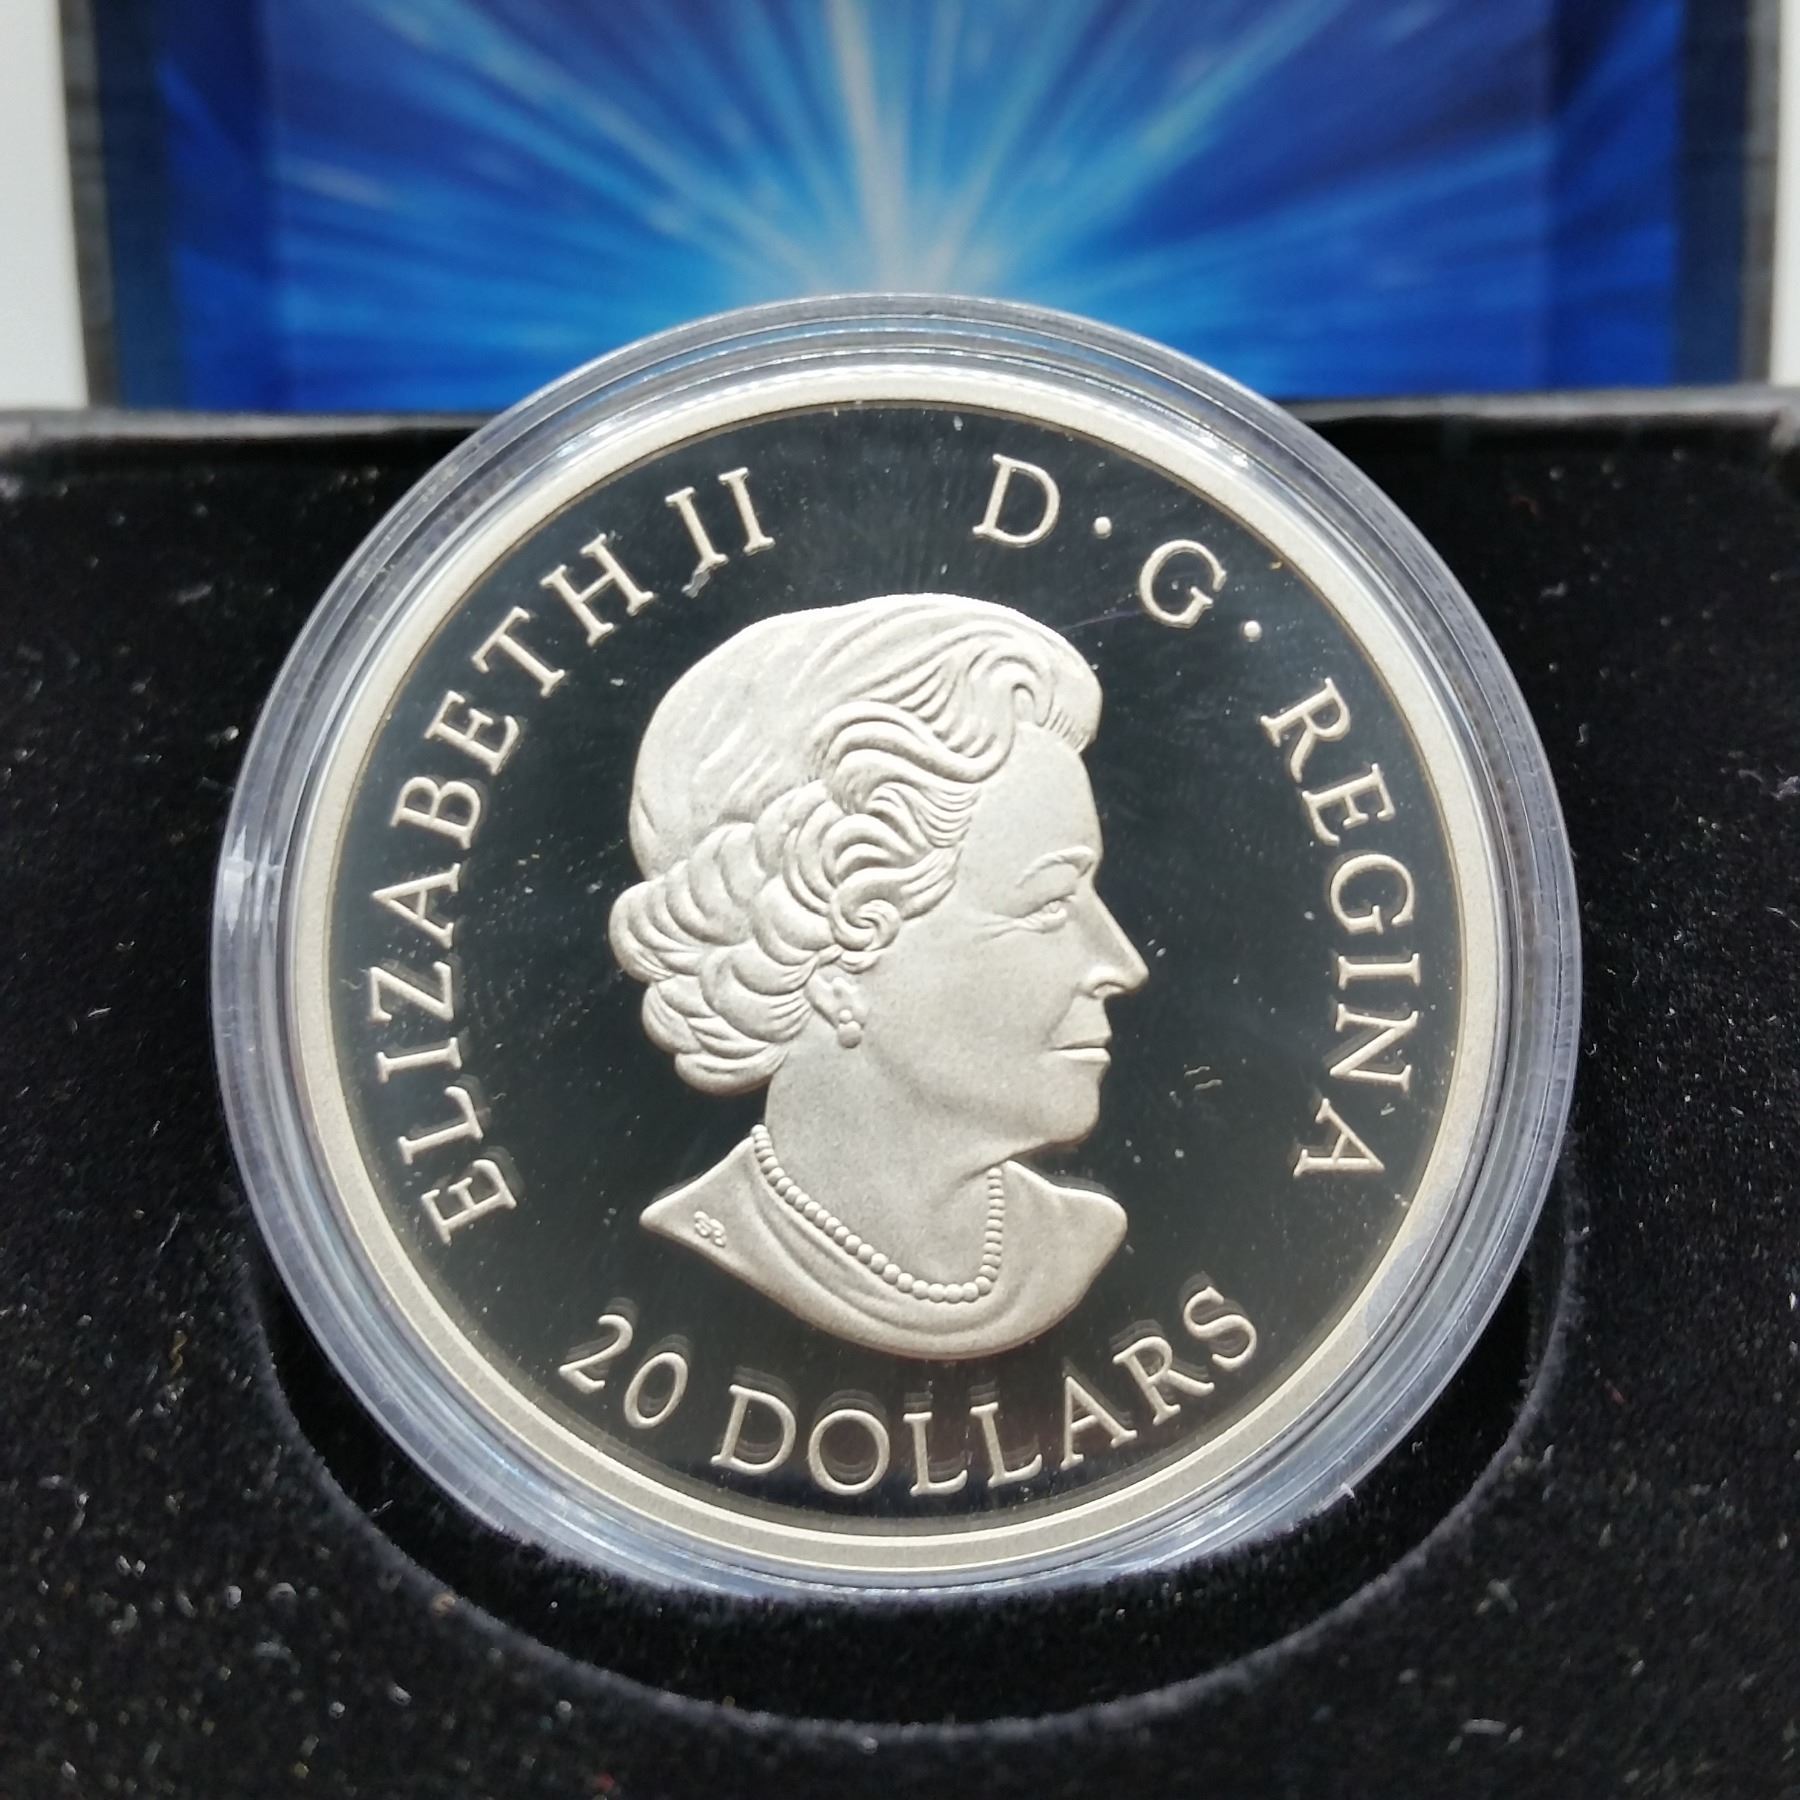 ELIZABETH II D · G · REGINA
20 DOLLARS